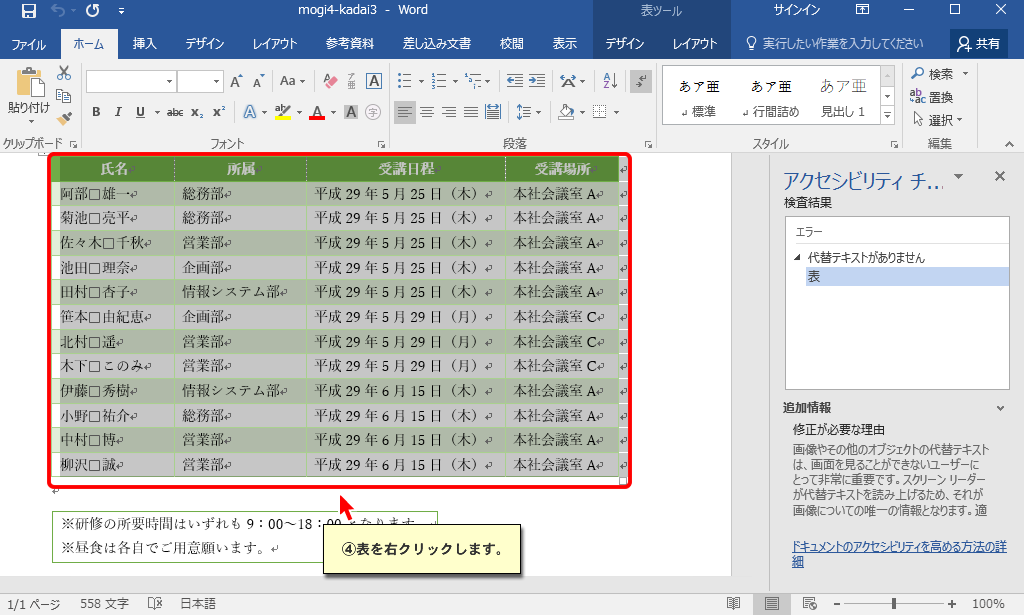 mogi4-kadai3 - Word
表ツール
サインイン
ファイル ホーム 挿入 デザイン レイアウト 参考資料 差し込み文書 校閲 表示 デザイン レイアウト 実行したい作業を入力してください 共有
貼り付け
B I U abc x₂ x² A ab A A 字
Aa 亜 A
あア亜 あア亜 あア亜
↲標準 ↲行間詰め 見出し 1
検索
置換
選択
クリップボード フォント 段落 スタイル 編集
氏名 所属 受講日程 受講場所
阿部□雄一 総務部 平成 29 年 5 月 25 日（木） 本社会議室 A
菊池□亮平 総務部 平成 29 年 5 月 25 日（木） 本社会議室 A
佐々木□千秋 営業部 平成 29 年 5 月 25 日（木） 本社会議室 A
池田□理奈 企画部 平成 29 年 5 月 25 日（木） 本社会議室 A
田村□杏子 情報システム部 平成 29 年 5 月 25 日（木） 本社会議室 A
笹本□由紀恵 企画部 平成 29 年 5 月 29 日（月） 本社会議室 C
北村□遥 営業部 平成 29 年 5 月 29 日（月） 本社会議室 C
木下□このみ 営業部 平成 29 年 5 月 29 日（月） 本社会議室 C
伊藤□秀樹 情報システム部 平成 29 年 6 月 15 日（木） 本社会議室 A
小野□祐介 総務部 平成 29 年 6 月 15 日（木） 本社会議室 A
中村□博 営業部 平成 29 年 6 月 15 日（木） 本社会議室 A
柳沢□誠 営業部 平成 29 年 6 月 15 日（木） 本社会議室 A
※研修の所要時間はいずれも 9：00～18：00 となります。
※昼食は各自でご用意願います。
④表を右クリックします。
アクセシビリティ チ...
検査結果
エラー
代替テキストがありません
表
追加情報
修正が必要な理由
画像やその他のオブジェクトの代替テキスト
は、画面を見ることができないユーザーに
とって非常に重要です。スクリーン リーダー
が代替テキストを読み上げるため、それが
画像についての唯一の情報となります。適
ドキュメントのアクセシビリティを高める方法の詳
細
1/1 ページ 558 文字 日本語 100%